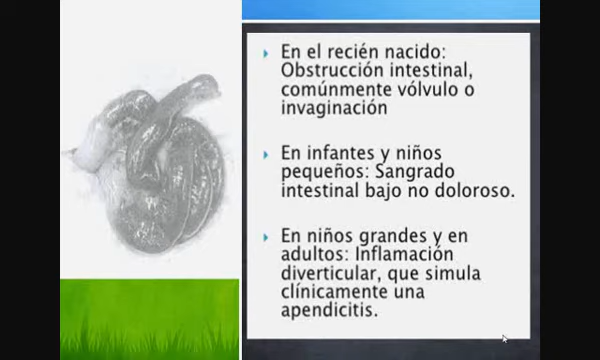 En el recién nacido:
Obstrucción intestinal,
comúnmente vólvulo o
invaginación
En infantes y niños
pequeños: Sangrado
intestinal bajo no doloroso.
En niños grandes y en
adultos: Inflamación
diverticular, que simula
clínicamente una
apendicitis.